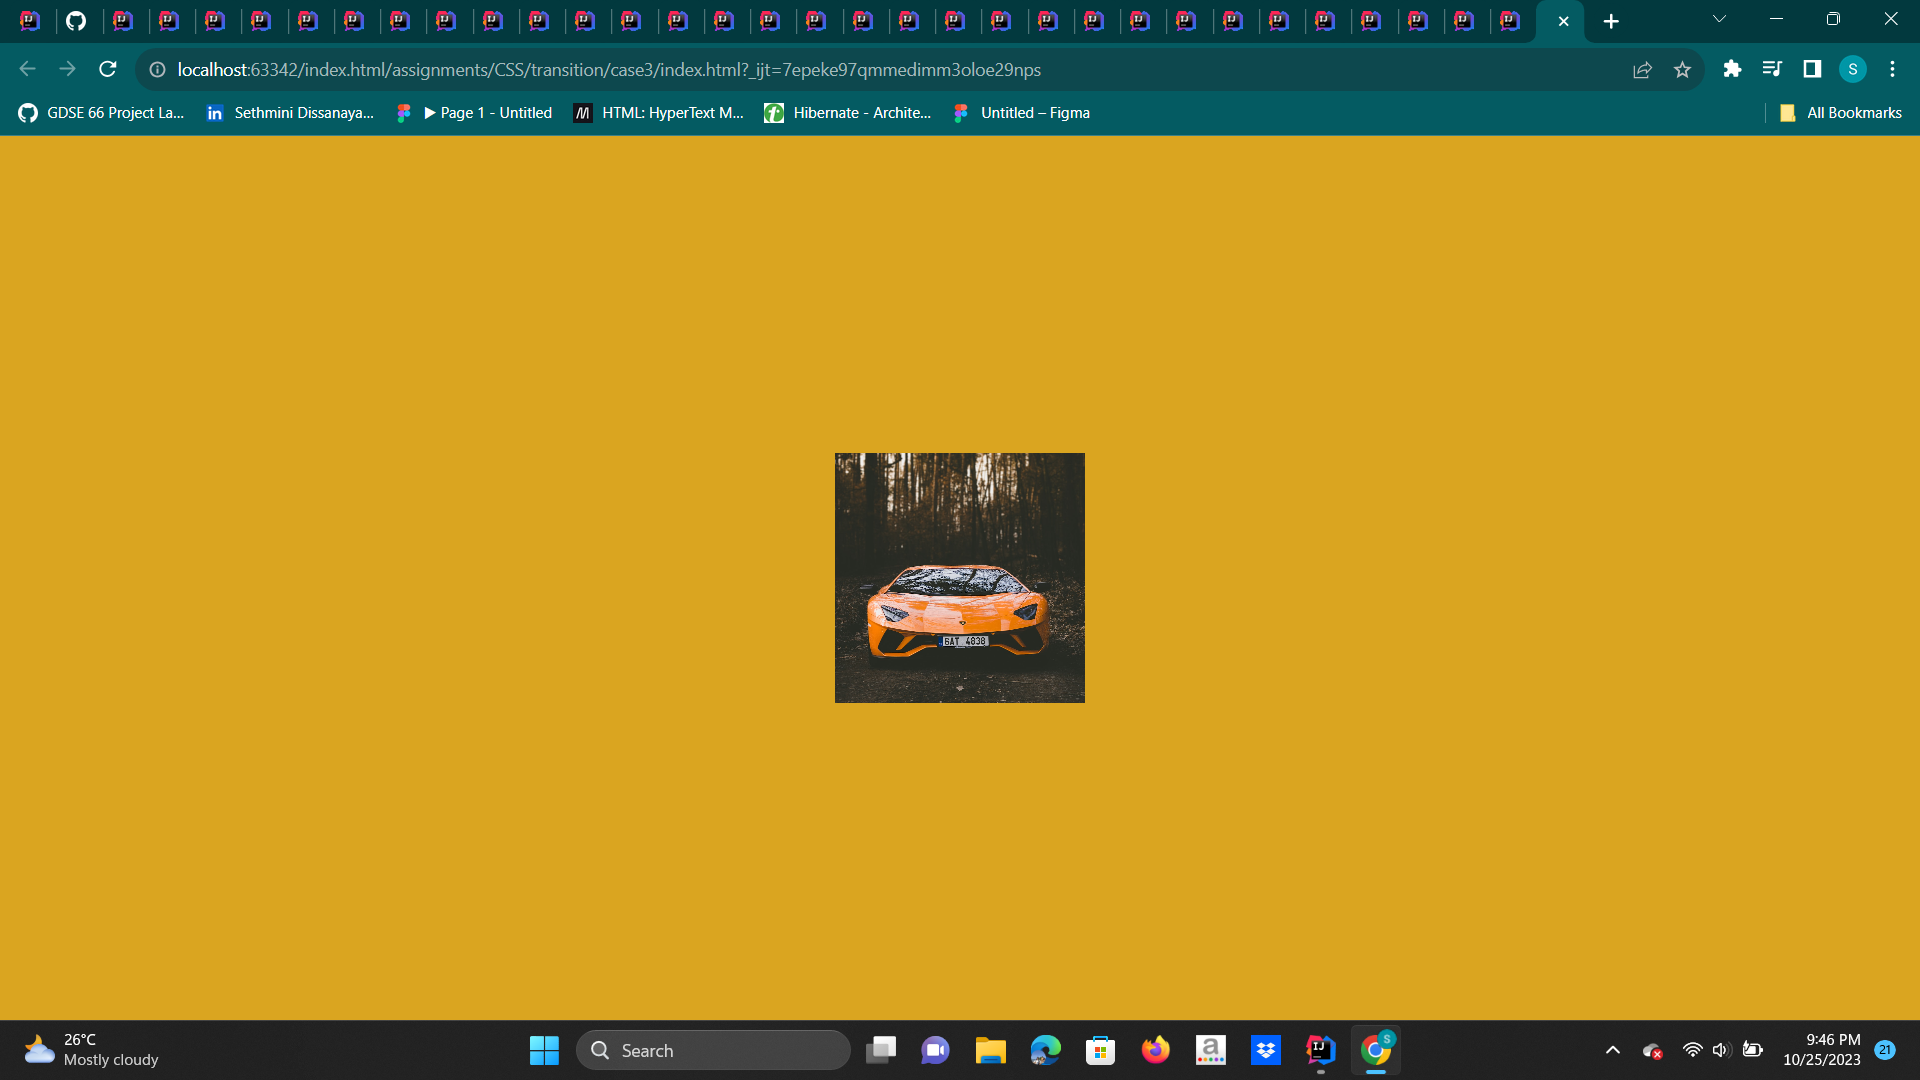 localhost:63342/index.html/assignments/CSS/transition/case3/index.html?_ijt=7epeke97qmmedimm3oloe29nps
S
GDSE 66 Project La...
Sethmini Dissanaya...
▶ Page 1 - Untitled
HTML: HyperText M...
Hibernate - Archite...
Untitled – Figma
All Bookmarks
6AT 4038
26°C
Mostly cloudy
Search
9:46 PM
10/25/2023
21